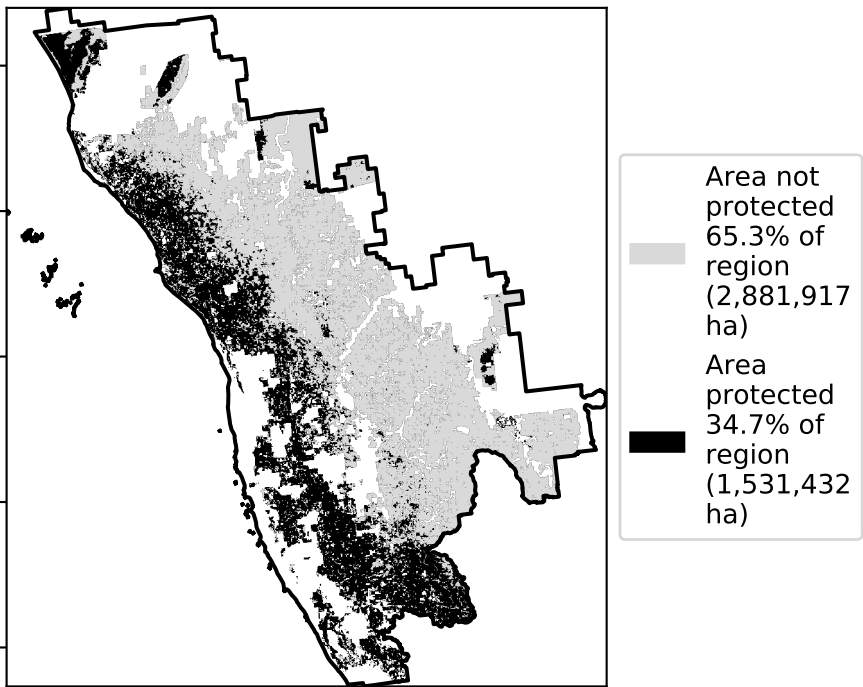 Area not
protected
65.3% of
region
(2,881,917
ha)
Area
protected
34.7% of
region
(1,531,432
ha)